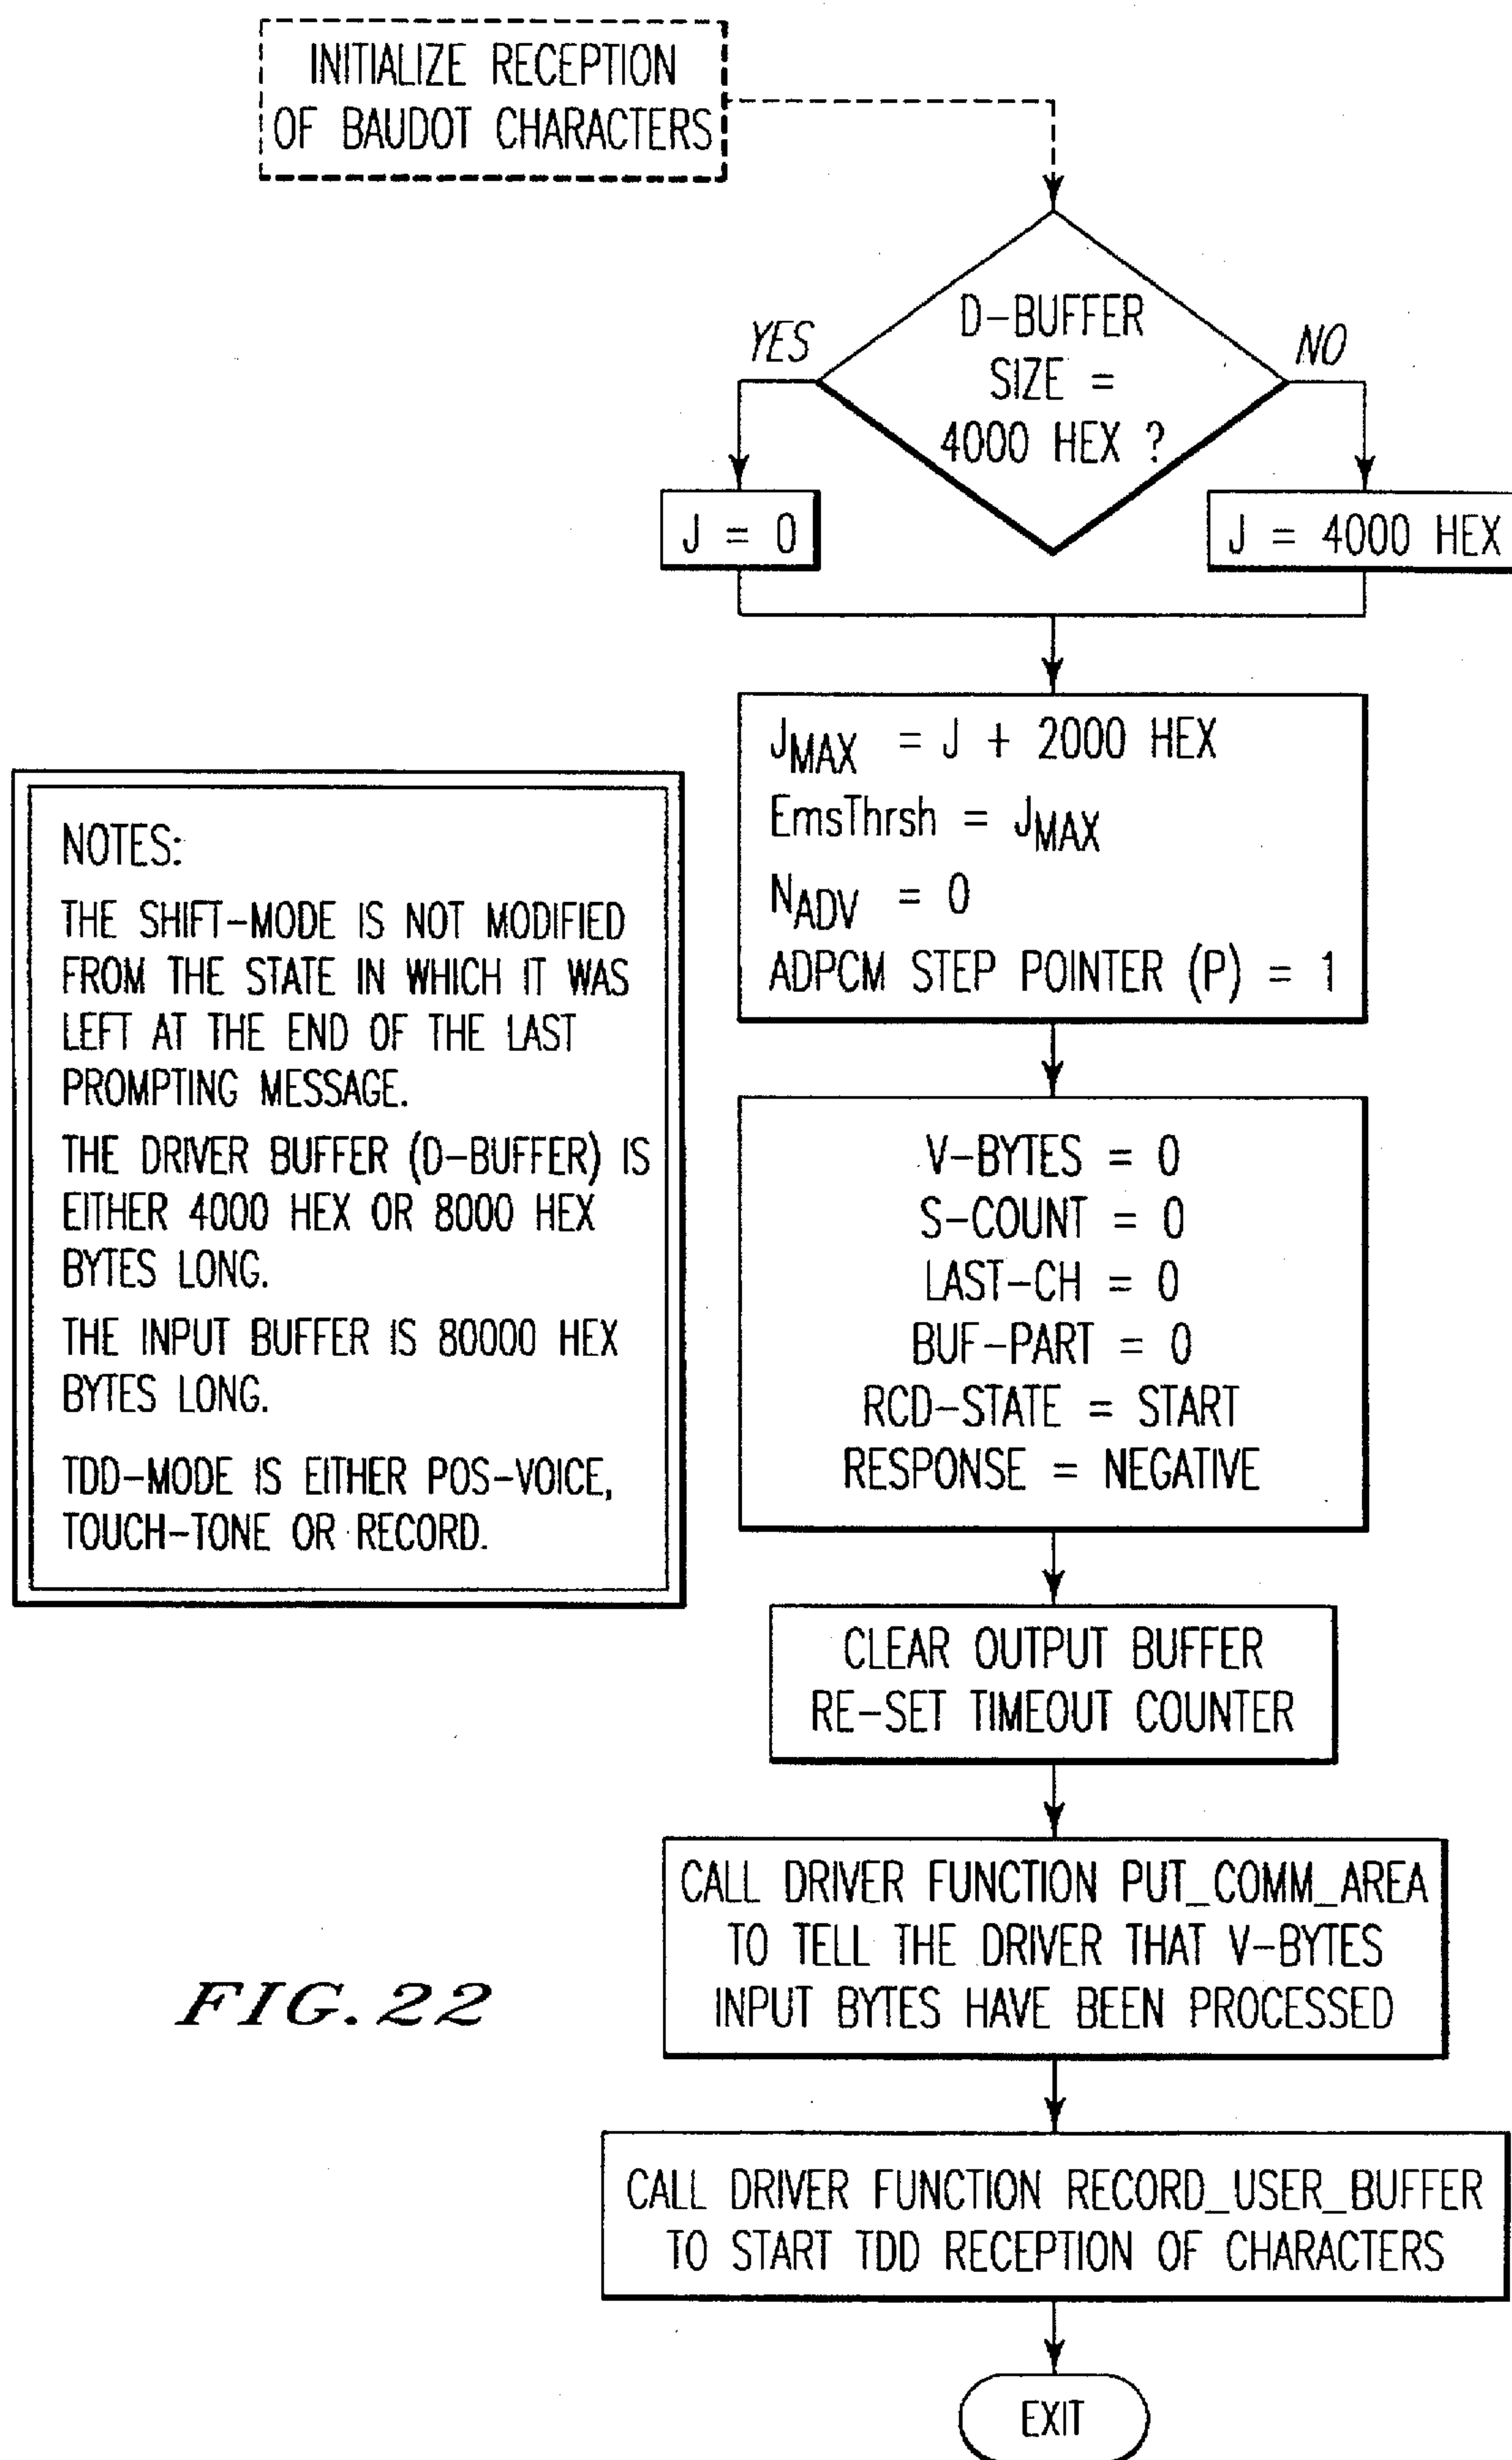 INITIALIZE RECEPTION
OF BAUDOT CHARACTERS
D-BUFFER
SIZE =
4000 HEX ?
YES
NO
J = 0
J = 4000 HEX
JMAX = J + 2000 HEX
EmsThrsh = JMAX
NADV = 0
ADPCM STEP POINTER (P) = 1
NOTES:
THE SHIFT-MODE IS NOT MODIFIED
FROM THE STATE IN WHICH IT WAS
LEFT AT THE END OF THE LAST
PROMPTING MESSAGE.
THE DRIVER BUFFER (D-BUFFER) IS
EITHER 4000 HEX OR 8000 HEX
BYTES LONG.
THE INPUT BUFFER IS 80000 HEX
BYTES LONG.
TDD-MODE IS EITHER POS-VOICE,
TOUCH-TONE OR RECORD.
V-BYTES = 0
S-COUNT = 0
LAST-CH = 0
BUF-PART = 0
RCD-STATE = START
RESPONSE = NEGATIVE
CLEAR OUTPUT BUFFER
RE-SET TIMEOUT COUNTER
CALL DRIVER FUNCTION PUT_COMM_AREA
TO TELL THE DRIVER THAT V-BYTES
INPUT BYTES HAVE BEEN PROCESSED
FIG.22
CALL DRIVER FUNCTION RECORD_USER_BUFFER
TO START TDD RECEPTION OF CHARACTERS
EXIT